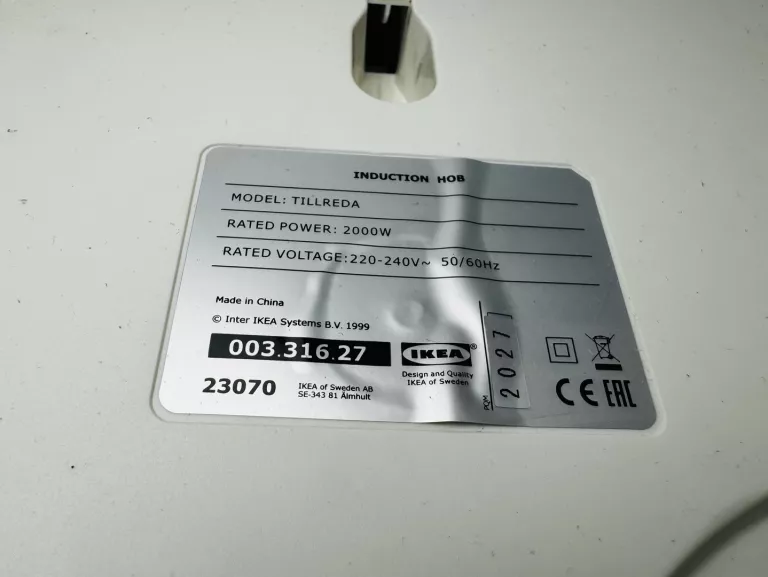 INDUCTION HOB
MODEL: TILLREDA
RATED POWER: 2000W
RATED VOLTAGE:220-240V~ 50/60Hz
Made in China
© Inter IKEA Systems B.V. 1999
003.316.27
IKEA®
Design and Quality
IKEA of Sweden
23070
IKEA of Sweden AB
SE-343 81 Älmhult
PQM
2027
CE EAC